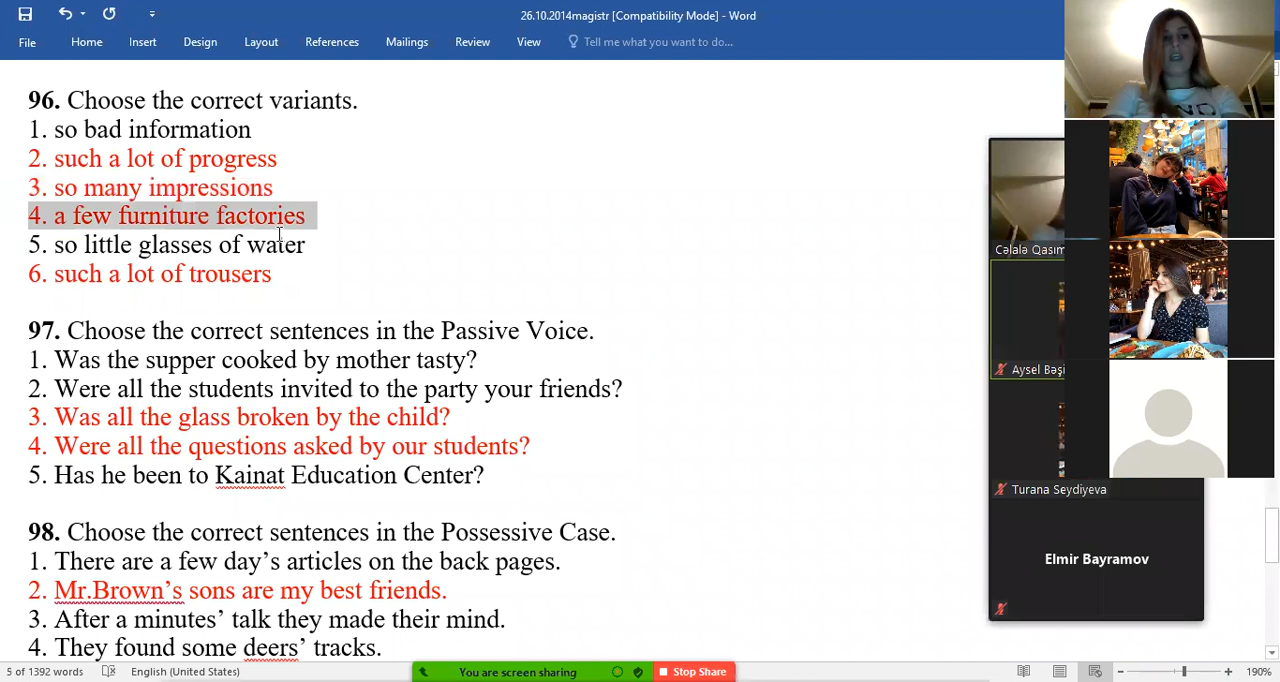 26.10.2014magistr [Compatibility Mode] - Word
File Home Insert Design Layout References Mailings Review View Tell me what you want to do...
96. Choose the correct variants.
1. so bad information
2. such a lot of progress
3. so many impressions
4. a few furniture factories
5. so little glasses of water
6. such a lot of trousers
97. Choose the correct sentences in the Passive Voice.
1. Was the supper cooked by mother tasty?
2. Were all the students invited to the party your friends?
3. Was all the glass broken by the child?
4. Were all the questions asked by our students?
5. Has he been to Kainat Education Center?
98. Choose the correct sentences in the Possessive Case.
1. There are a few day’s articles on the back pages.
2. Mr.Brown’s sons are my best friends.
3. After a minutes’ talk they made their mind.
4. They found some deers’ tracks.
Cəlalə Qasım
Aysel Bəşi
Turana Seydiyeva
Elmir Bayramov
5 of 1392 words English (United States) You are screen sharing Stop Share 190%